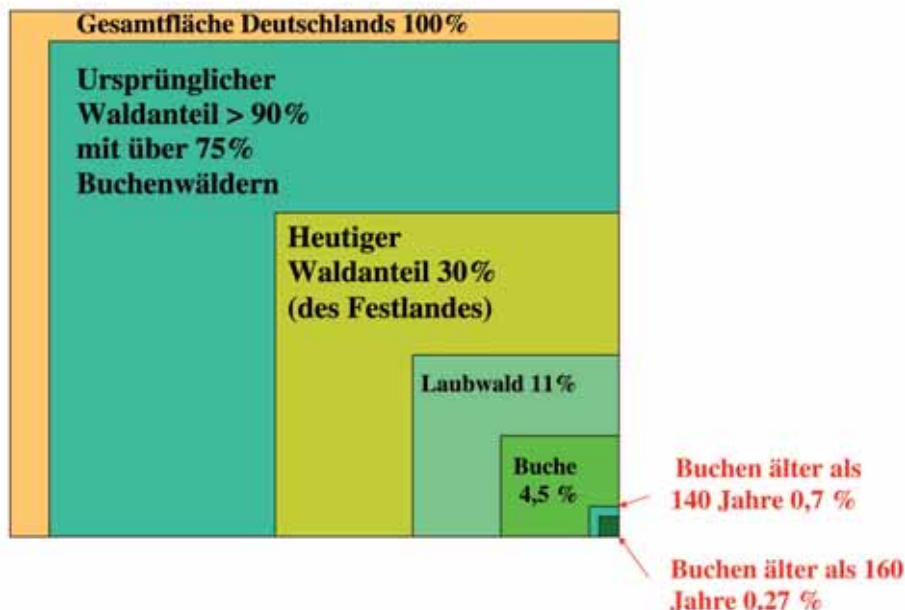 Gesamtfläche Deutschlands 100%
Ursprünglicher
Waldanteil > 90%
mit über 75%
Buchenwäldern
Heutiger
Waldanteil 30%
(des Festlandes)
Laubwald 11%
Buche
4,5 %
Buchen älter als
140 Jahre 0,7 %
Buchen älter als 160
Jahre 0,27 %